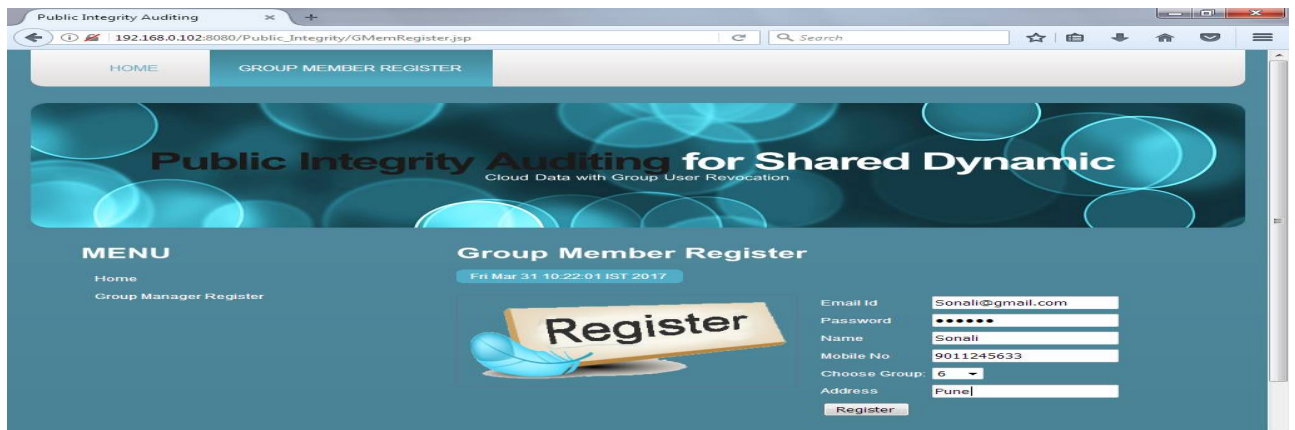 Public Integrity Auditing
192.168.0.102:8080/Public_Integrity/GMemRegister.jsp
Search
HOME
GROUP MEMBER REGISTER
Public Integrity Auditing for Shared Dynamic
Cloud Data with Group User Revocation
MENU
Home
Group Manager Register
Group Member Register
Fri Mar 31 10:22:01 IST 2017
Register
Email Id Sonali@gmail.com
Password ●●●●●●
Name Sonali
Mobile No 9011245633
Choose Group: 6
Address Pune
Register